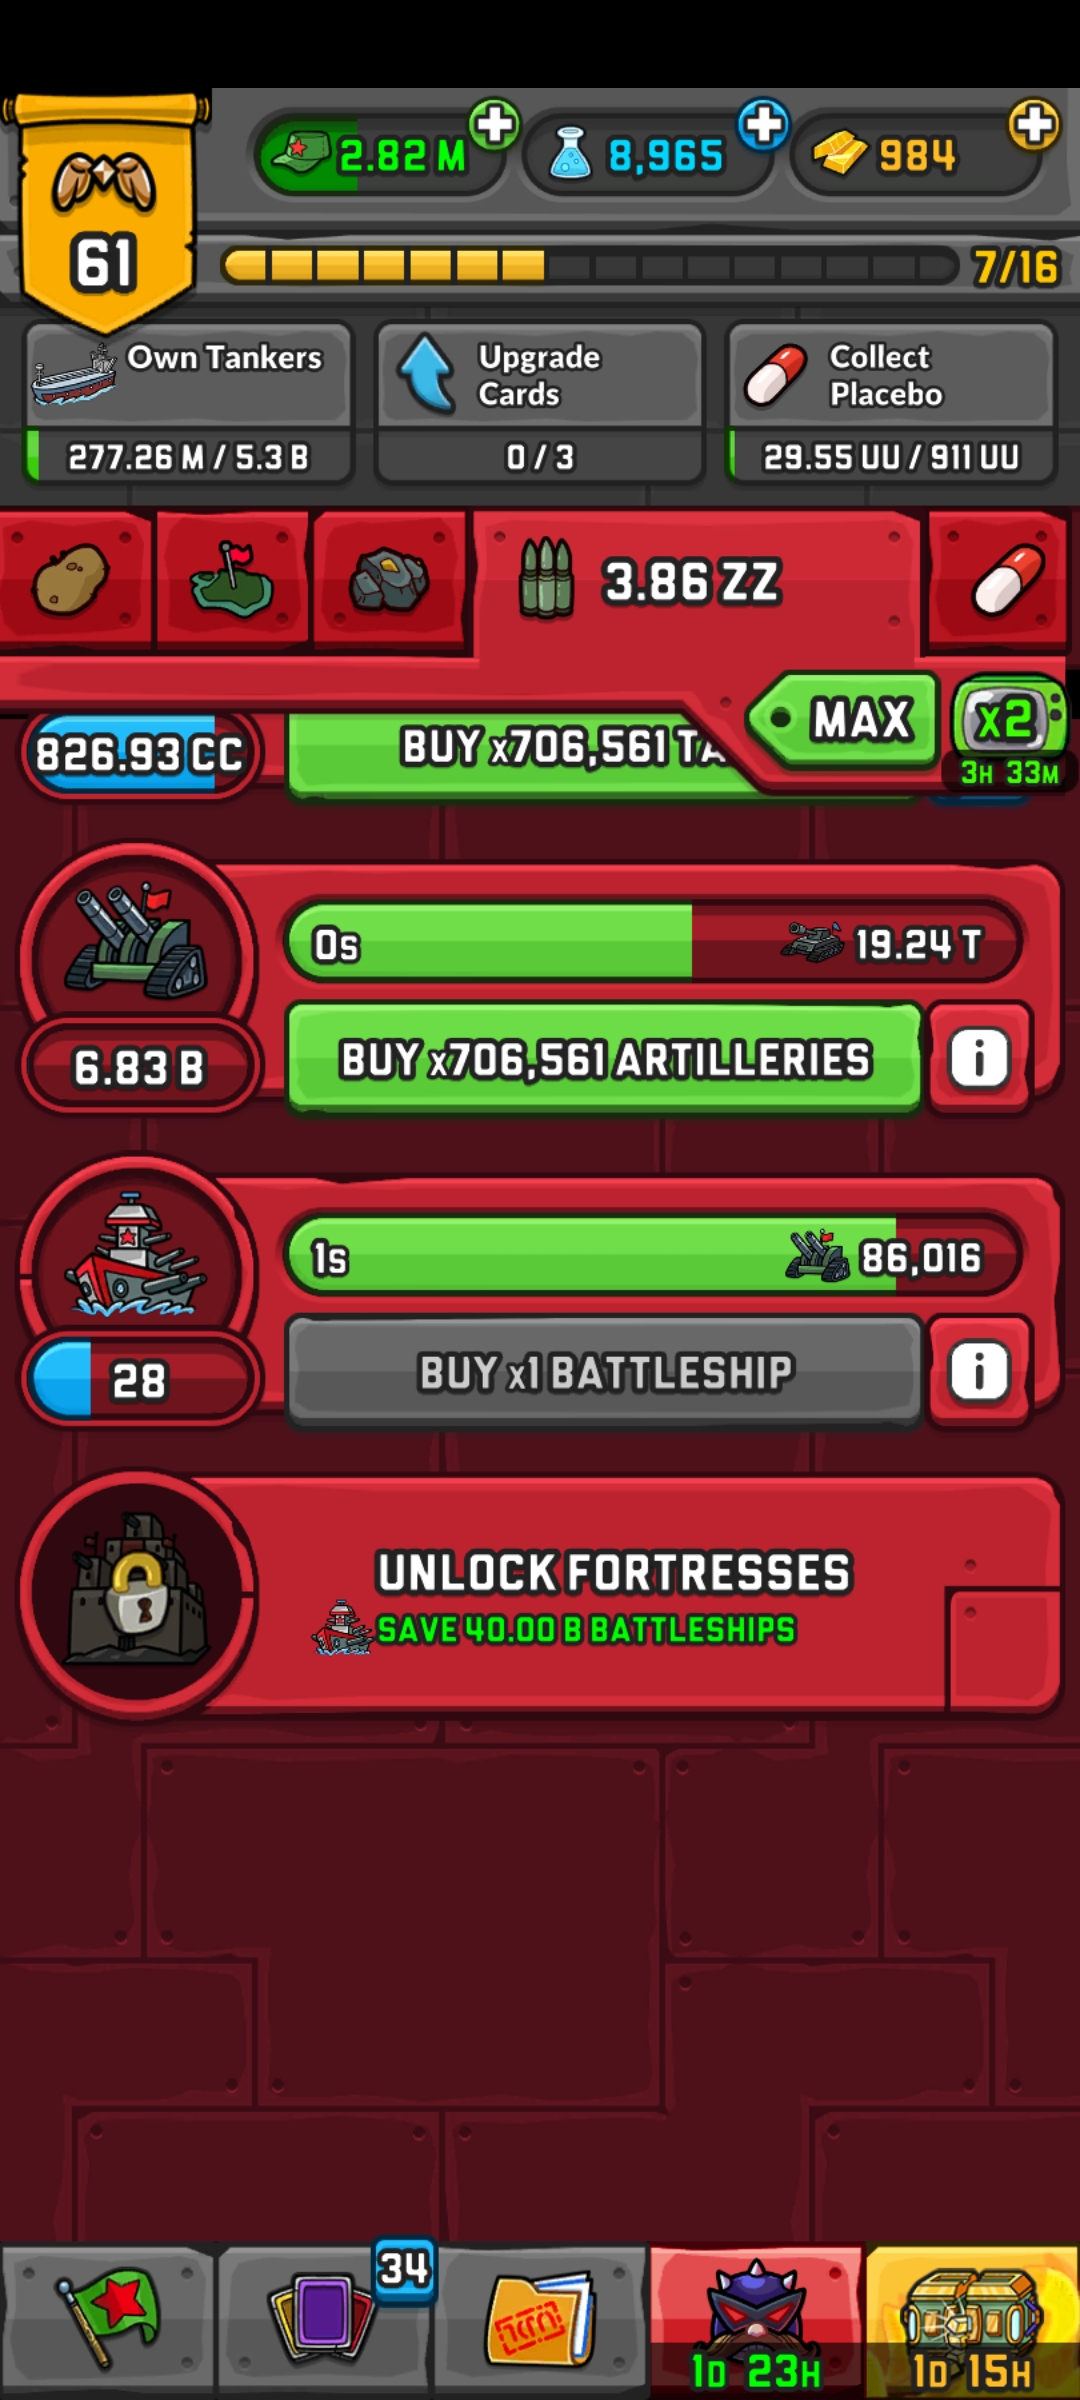 2.82 M
8,965
984
61
7/16
Own Tankers
277.26 M / 5.3 B
Upgrade
Cards
0 / 3
Collect
Placebo
29.55 UU / 911 UU
3.86 ZZ
MAX
x2
3H 33M
826.93 CC
BUY x706,561 TA
0s
19.24 T
6.83 B
BUY x706,561 ARTILLERIES
i
1s
86,016
28
BUY x1 BATTLESHIP
i
UNLOCK FORTRESSES
SAVE 40.00 B BATTLESHIPS
34
1D 23H
1D 15H